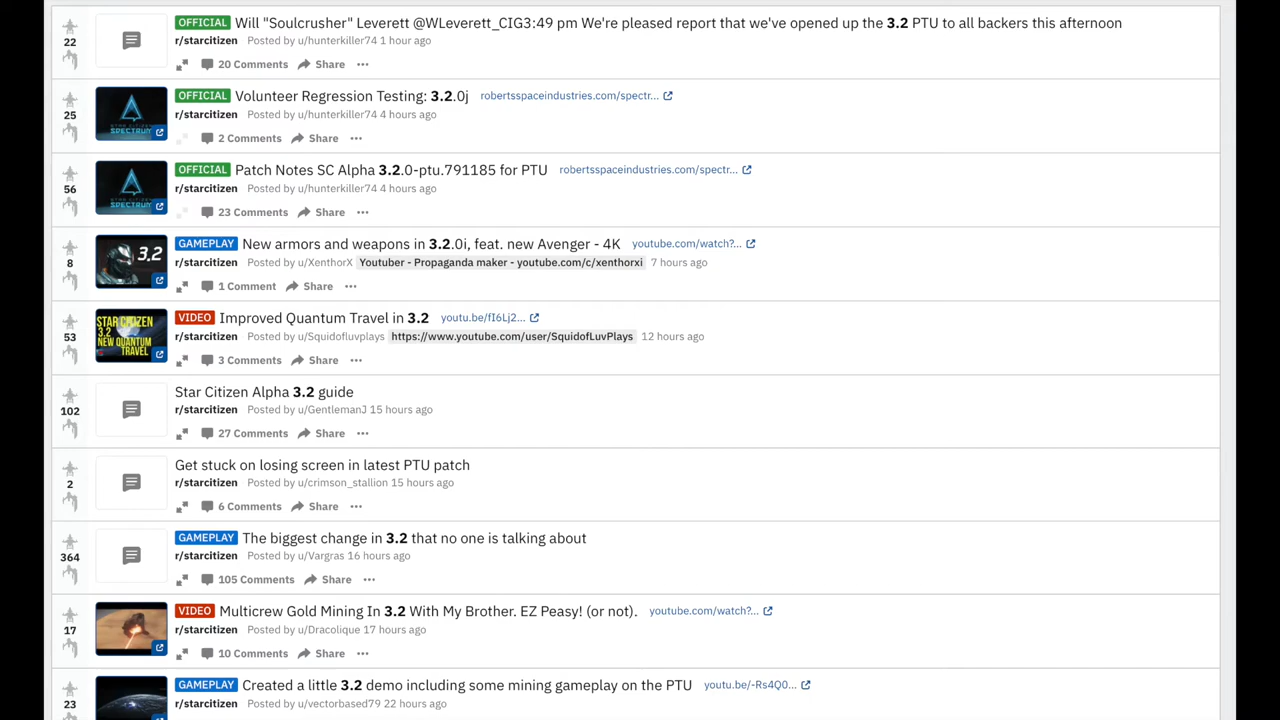 OFFICIAL Will "Soulcrusher" Leverett @WLeverett_CIG3:49 pm We're pleased report that we've opened up the 3.2 PTU to all backers this afternoon
22
r/starcitizen Posted by u/hunterkiller74 1 hour ago
20 Comments Share
OFFICIAL Volunteer Regression Testing: 3.2.0j robertsspaceindustries.com/spectr...
25
r/starcitizen Posted by u/hunterkiller74 4 hours ago
STAR CITIZEN
SPECTRUM
2 Comments Share
OFFICIAL Patch Notes SC Alpha 3.2.0-ptu.791185 for PTU robertsspaceindustries.com/spectr...
56
r/starcitizen Posted by u/hunterkiller74 4 hours ago
STAR CITIZEN
SPECTRUM
23 Comments Share
GAMEPLAY New armors and weapons in 3.2.0i, feat. new Avenger - 4K youtube.com/watch?...
8
3.2
r/starcitizen Posted by u/XenthorX Youtuber - Propaganda maker - youtube.com/c/xenthorxi 7 hours ago
1 Comment Share
VIDEO Improved Quantum Travel in 3.2 youtu.be/fI6Lj2...
53
STAR CITIZEN
3.2
NEW QUANTUM
TRAVEL
r/starcitizen Posted by u/Squidofluvplays https://www.youtube.com/user/SquidofLuvPlays 12 hours ago
3 Comments Share
Star Citizen Alpha 3.2 guide
102
r/starcitizen Posted by u/GentlemanJ 15 hours ago
27 Comments Share
Get stuck on losing screen in latest PTU patch
2
r/starcitizen Posted by u/crimson_stallion 15 hours ago
6 Comments Share
GAMEPLAY The biggest change in 3.2 that no one is talking about
364
r/starcitizen Posted by u/Vargras 16 hours ago
105 Comments Share
VIDEO Multicrew Gold Mining In 3.2 With My Brother. EZ Peasy! (or not). youtube.com/watch?...
17
r/starcitizen Posted by u/Dracolique 17 hours ago
10 Comments Share
GAMEPLAY Created a little 3.2 demo including some mining gameplay on the PTU youtu.be/-Rs4Q0...
23
r/starcitizen Posted by u/vectorbased79 22 hours ago